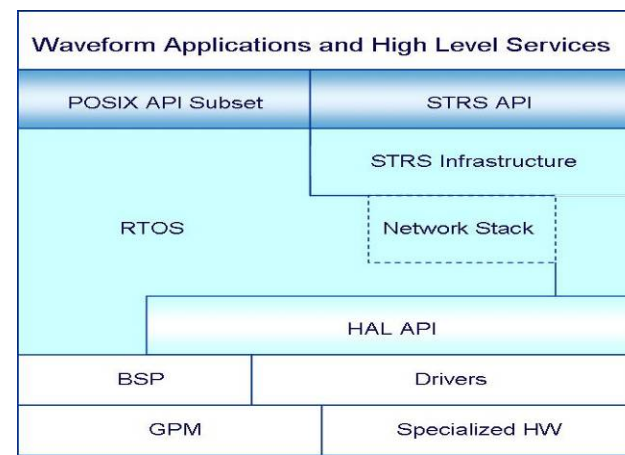 Waveform Applications and High Level Services
POSIX API Subset
STRS API
STRS Infrastructure
RTOS
Network Stack
HAL API
BSP
Drivers
GPM
Specialized HW